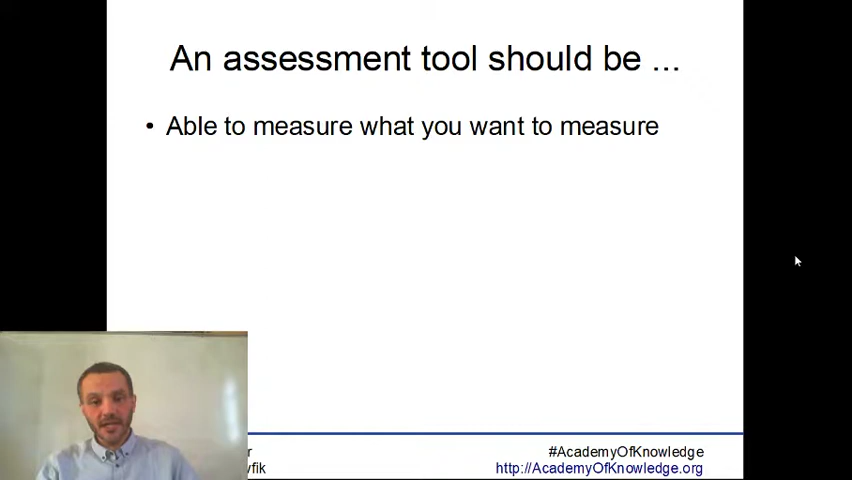 An assessment tool should be ...
• Able to measure what you want to measure
#AcademyOfKnowledge
http://AcademyOfKnowledge.org